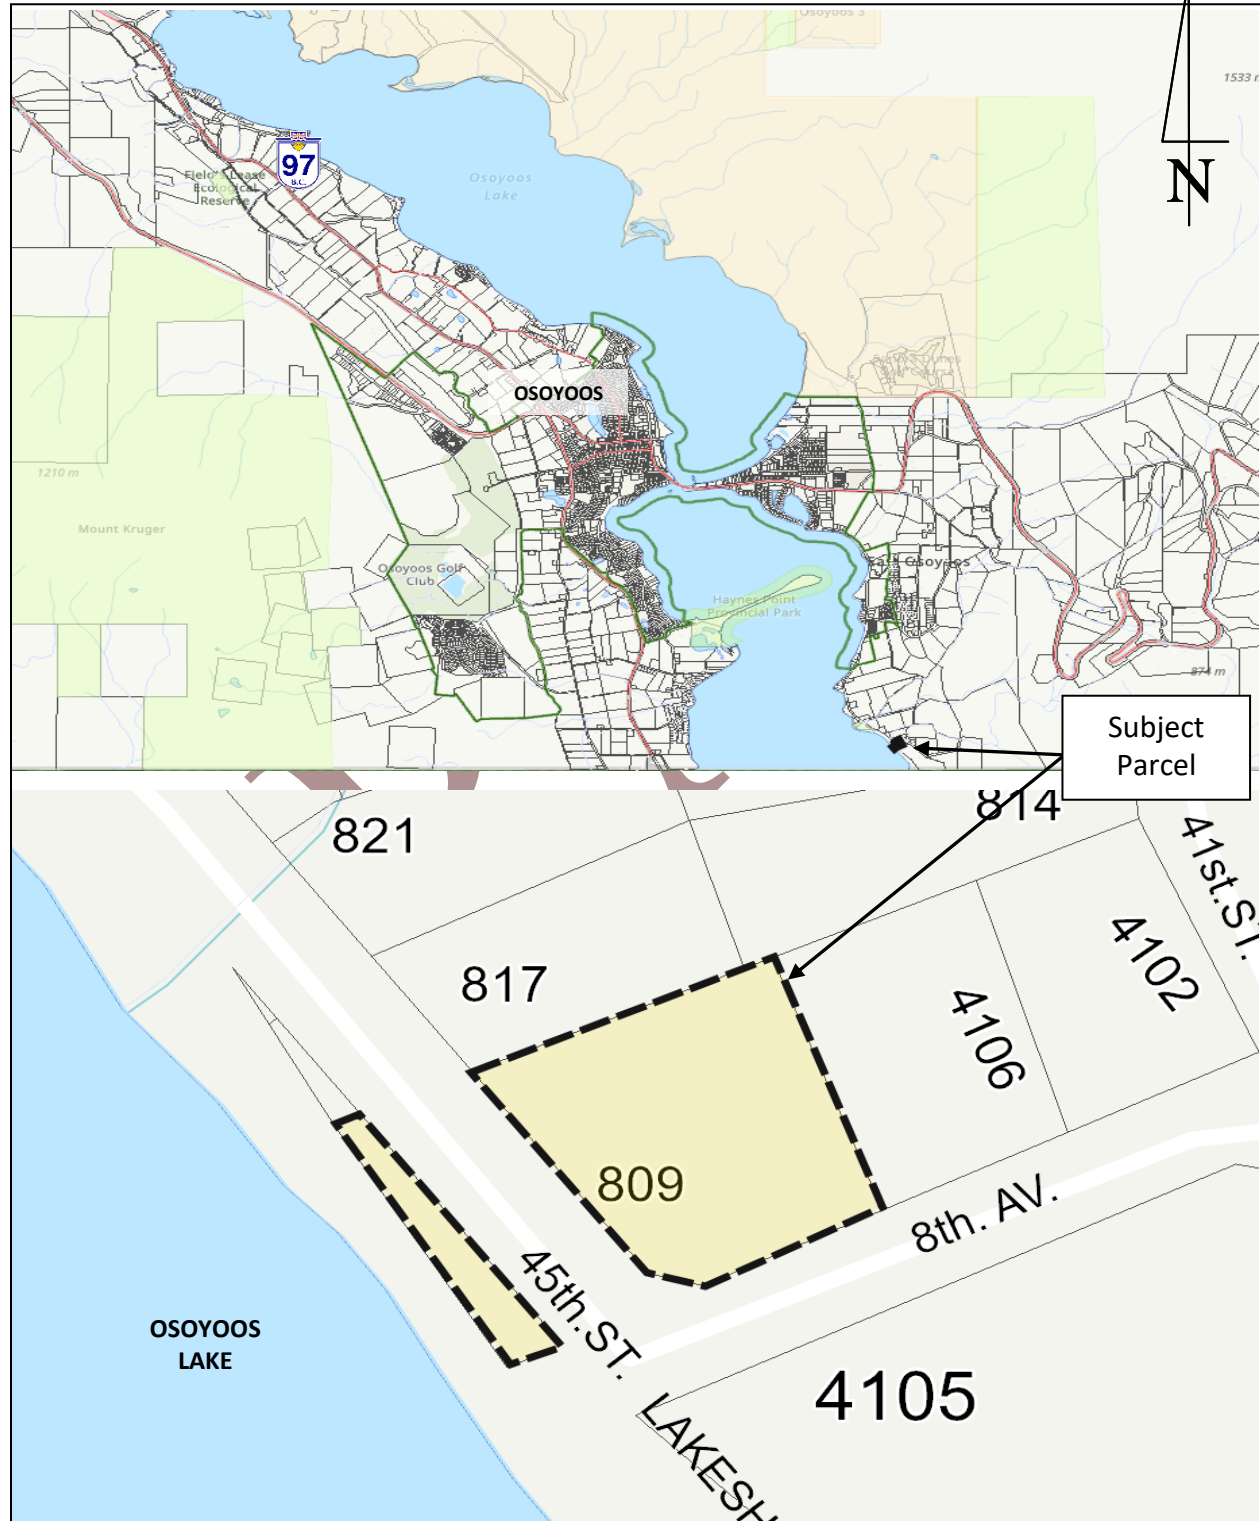 Osoyoos 3
1533 m
N
97
B.C.
Field's Lease
Ecological
Reserve
Osoyoos
Lake
OSOYOOS
1210 m
Mount Kruger
Osoyoos Golf
Club
Haynes Point
Provincial Park
Osoyoos
874 m
Subject
Parcel
821
814
41st.ST.
817
4102
4106
809
8th. AV.
45th.ST.
OSOYOOS
LAKE
4105
LAKESH